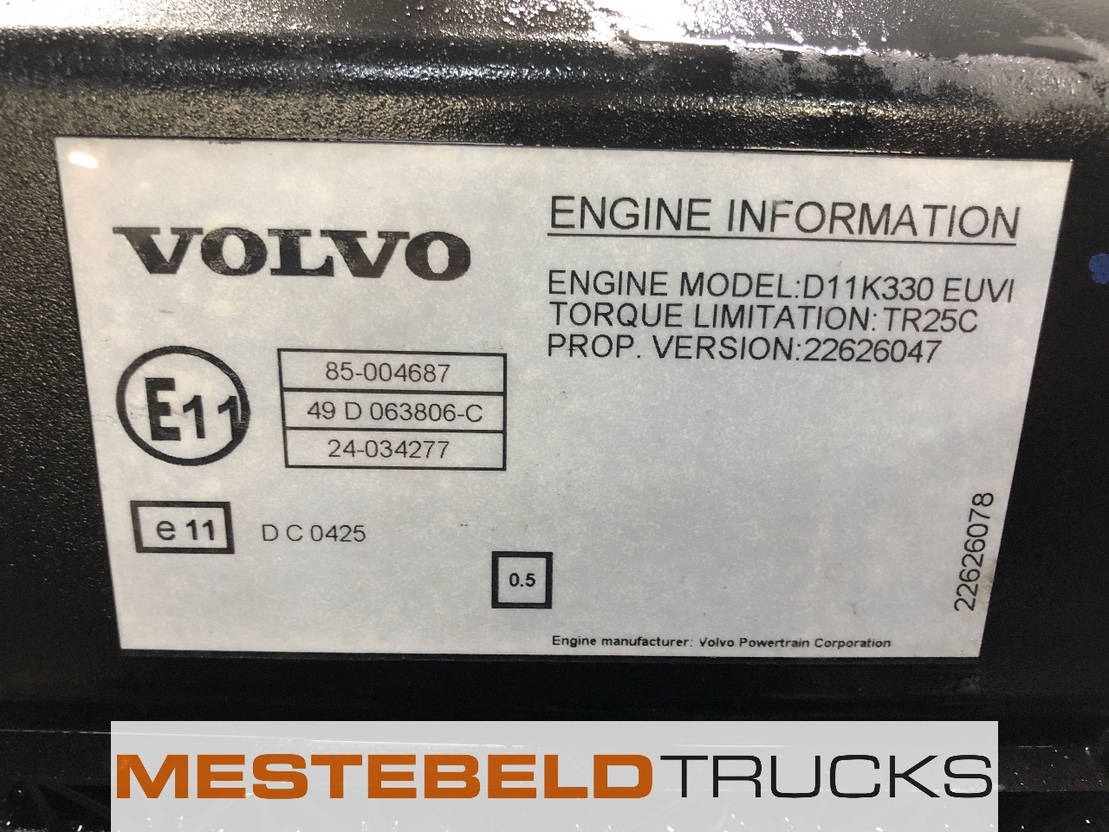 VOLVO
ENGINE INFORMATION
ENGINE MODEL:D11K330 EUVI
TORQUE LIMITATION:TR25C
PROP. VERSION:22626047
E11
85-004687
49 D 063806-C
24-034277
e 11
D C 0425
0.5
22626078
Engine manufacturer: Volvo Powertrain Corporation
MESTEBELDTRUCKS